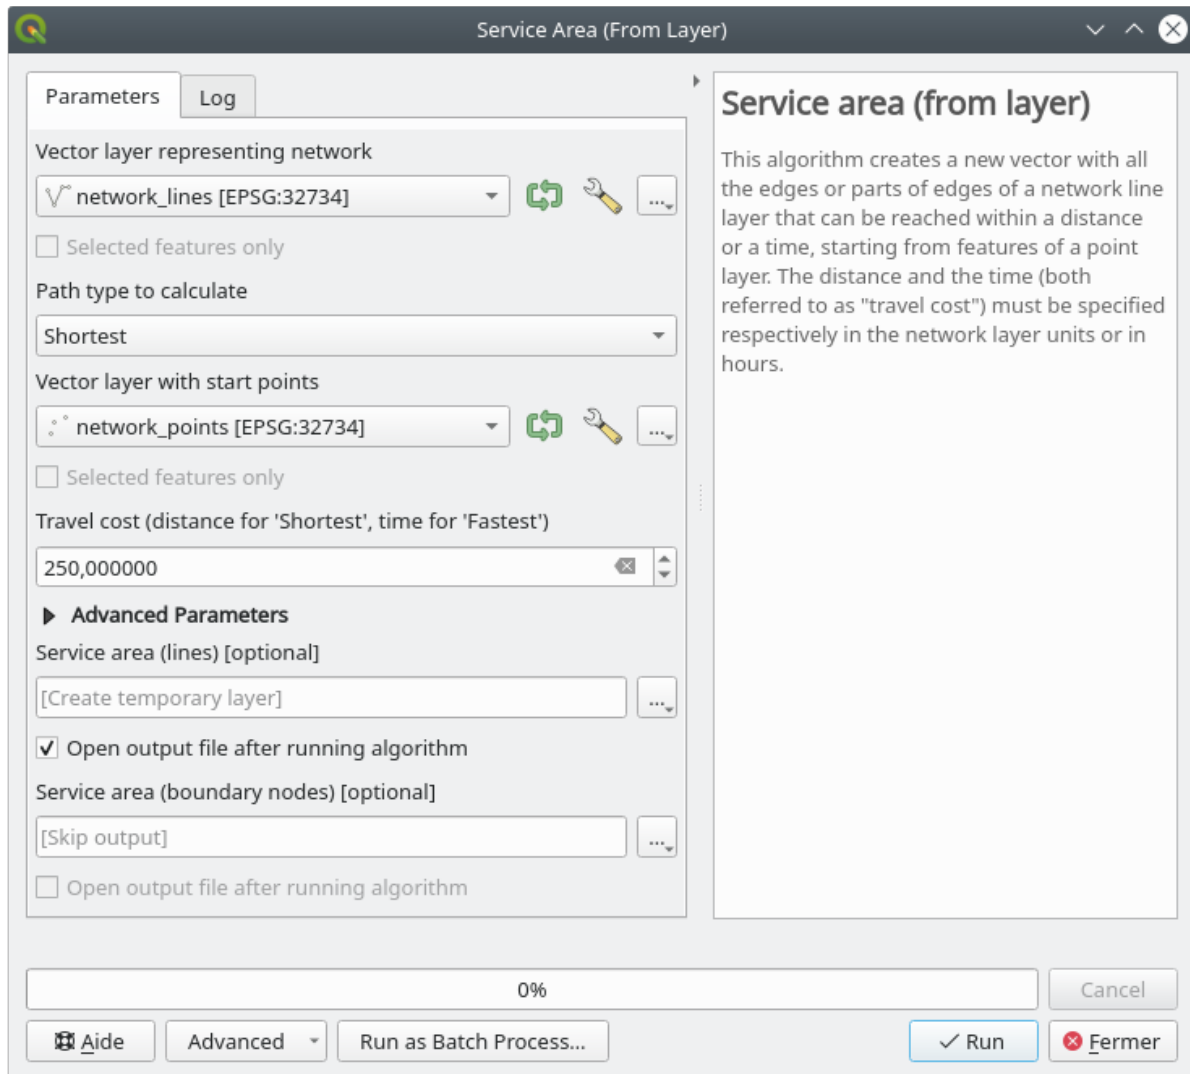 Service Area (From Layer)
Parameters
Log
Vector layer representing network
network_lines [EPSG:32734]
...
Selected features only
Path type to calculate
Shortest
Vector layer with start points
network_points [EPSG:32734]
...
Selected features only
Travel cost (distance for 'Shortest', time for 'Fastest')
250,000000
Advanced Parameters
Service area (lines) [optional]
[Create temporary layer]
...
Open output file after running algorithm
Service area (boundary nodes) [optional]
[Skip output]
...
Open output file after running algorithm
Service area (from layer)
This algorithm creates a new vector with all
the edges or parts of edges of a network line
layer that can be reached within a distance
or a time, starting from features of a point
layer. The distance and the time (both
referred to as "travel cost") must be specified
respectively in the network layer units or in
hours.
0%
Cancel
Aide
Advanced
Run as Batch Process...
Run
Fermer